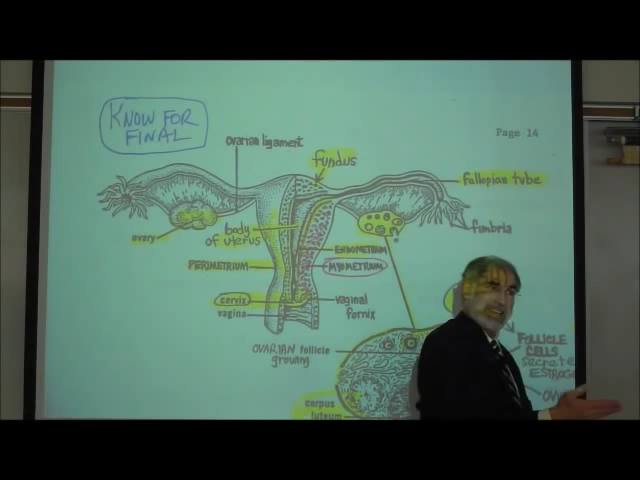 KNOW FOR
FINAL
Page 14
ovarian ligament
fundus
fallopian tube
fimbria
ovary
body
of uterus
ENDOMETRIUM
PERIMETRIUM
MYOMETRIUM
cervix
vaginal
fornix
vagina
OVARIAN follicle
growing
FOLLICLE
CELLS
secrete
corpus
luteum